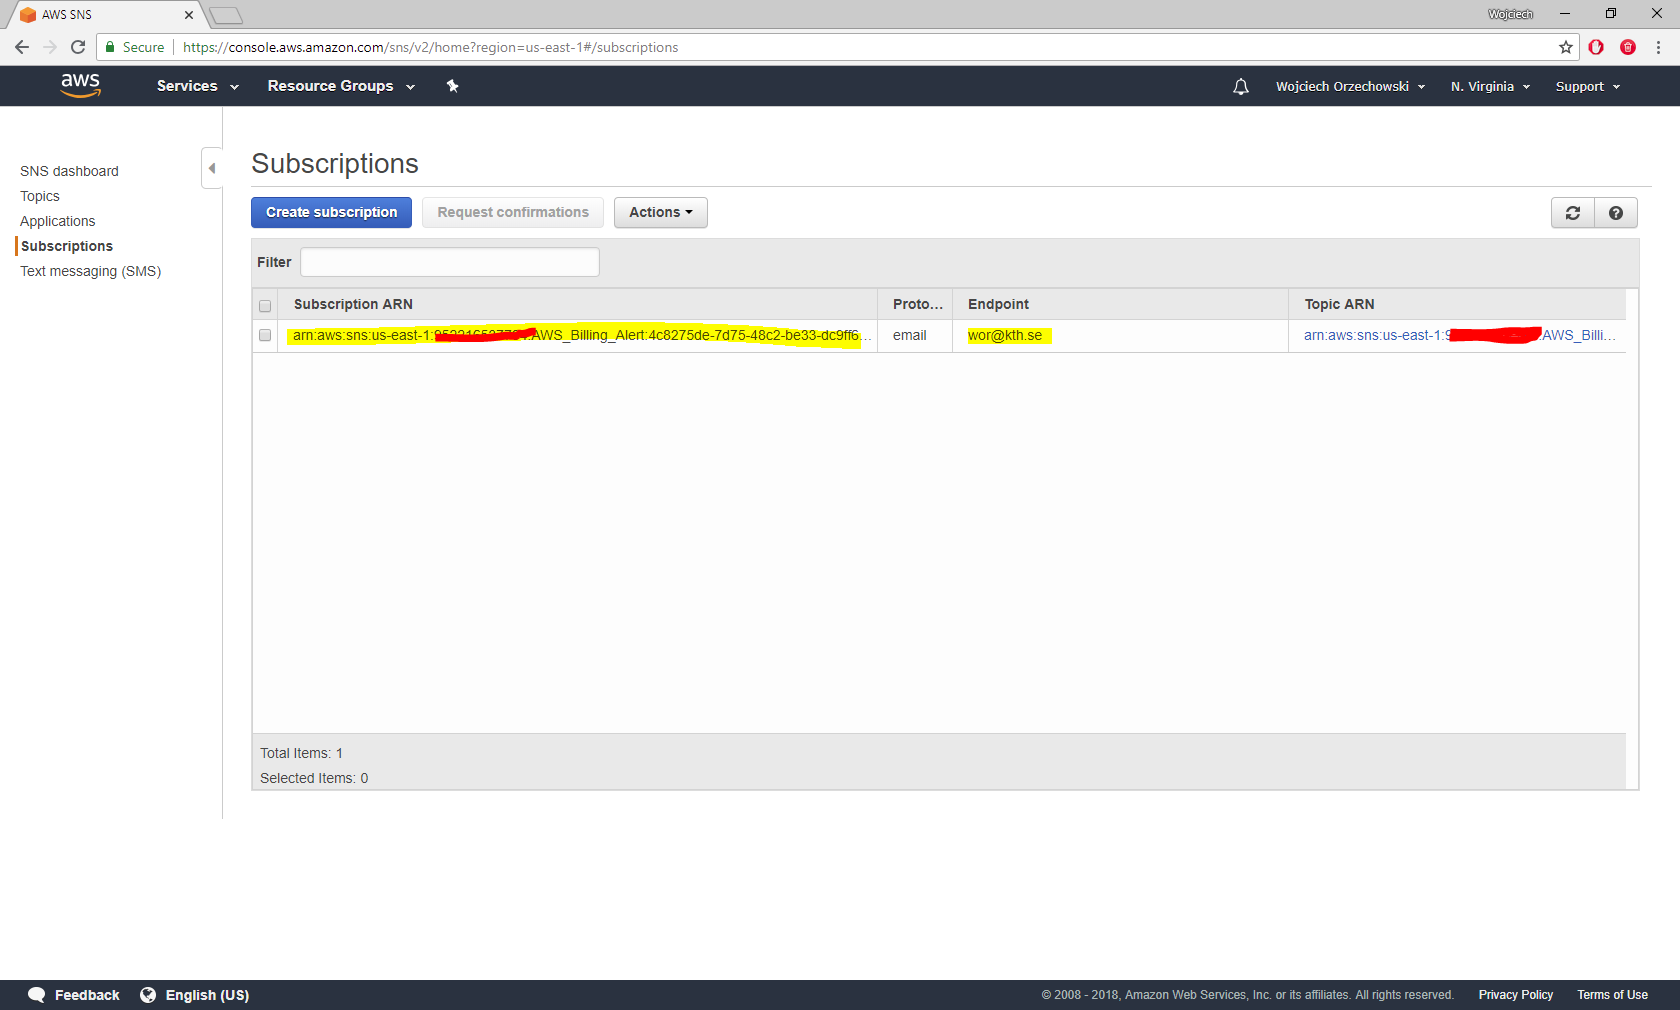 AWS SNS
Wojciech
Secure https://console.aws.amazon.com/sns/v2/home?region=us-east-1#/subscriptions
aws Services Resource Groups Wojciech Orzechowski N. Virginia Support
SNS dashboard
Topics
Applications
Subscriptions
Text messaging (SMS)
Subscriptions
Create subscription Request confirmations Actions
Filter
Subscription ARN Proto... Endpoint Topic ARN
arn:aws:sns:us-east-1: :AWS_Billing_Alert:4c8275de-7d75-48c2-be33-dc9ff6... email wor@kth.se arn:aws:sns:us-east-1:9 :AWS_Billi...
Total Items: 1
Selected Items: 0
Feedback English (US) © 2008 - 2018, Amazon Web Services, Inc. or its affiliates. All rights reserved. Privacy Policy Terms of Use